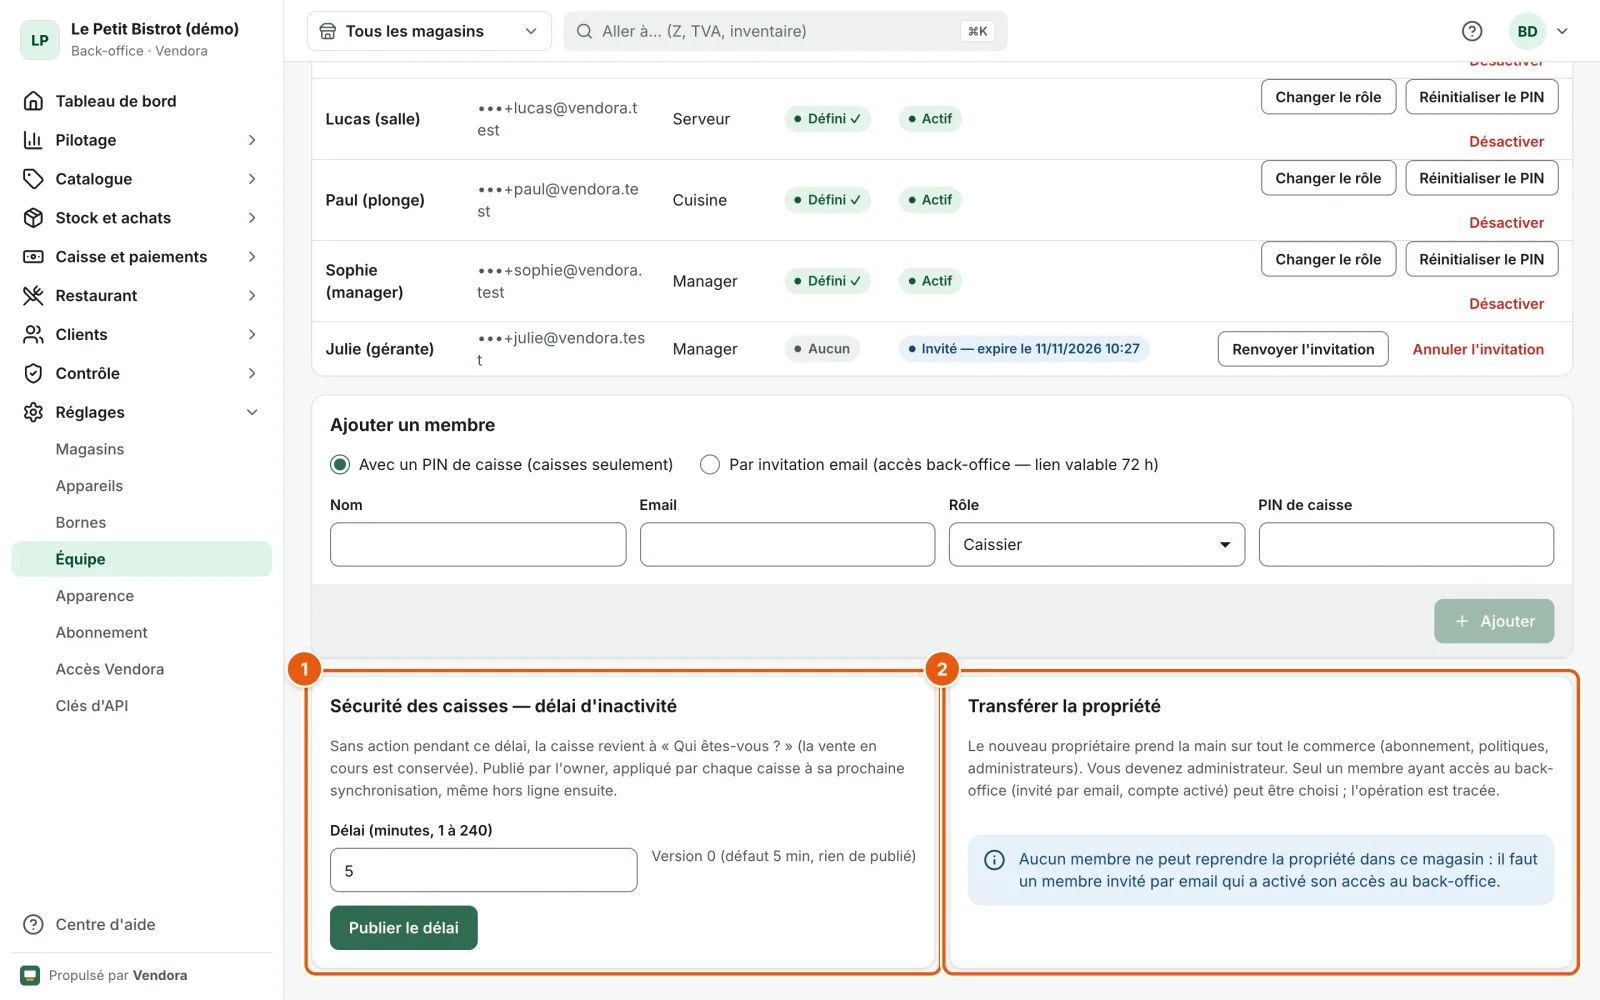 LP
Le Petit Bistrot (démo)
Back-office · Vendora
Tous les magasins
Aller à... (Z, TVA, inventaire)
⌘K
BD
Tableau de bord
Pilotage
Catalogue
Stock et achats
Caisse et paiements
Restaurant
Clients
Contrôle
Réglages
Magasins
Appareils
Bornes
Équipe
Apparence
Abonnement
Accès Vendora
Clés d'API
Centre d'aide
Propulsé par Vendora
Désactiver
Lucas (salle)
•••+lucas@vendora.t
est
Serveur
Défini ✓
Actif
Changer le rôle
Réinitialiser le PIN
Désactiver
Paul (plonge)
•••+paul@vendora.te
st
Cuisine
Défini ✓
Actif
Changer le rôle
Réinitialiser le PIN
Désactiver
Sophie
(manager)
•••+sophie@vendora.
test
Manager
Défini ✓
Actif
Changer le rôle
Réinitialiser le PIN
Désactiver
Julie (gérante)
•••+julie@vendora.tes
t
Manager
Aucun
Invité — expire le 11/11/2026 10:27
Renvoyer l'invitation
Annuler l'invitation
Ajouter un membre
Avec un PIN de caisse (caisses seulement)
Par invitation email (accès back-office — lien valable 72 h)
Nom
Email
Rôle
PIN de caisse
Caissier
+ Ajouter
1
Sécurité des caisses — délai d'inactivité
Sans action pendant ce délai, la caisse revient à « Qui êtes-vous ? » (la vente en
cours est conservée). Publié par l'owner, appliqué par chaque caisse à sa prochaine
synchronisation, même hors ligne ensuite.
Délai (minutes, 1 à 240)
5
Version 0 (défaut 5 min, rien de publié)
Publier le délai
2
Transférer la propriété
Le nouveau propriétaire prend la main sur tout le commerce (abonnement, politiques,
administrateurs). Vous devenez administrateur. Seul un membre ayant accès au back-
office (invité par email, compte activé) peut être choisi ; l'opération est tracée.
Aucun membre ne peut reprendre la propriété dans ce magasin : il faut
un membre invité par email qui a activé son accès au back-office.